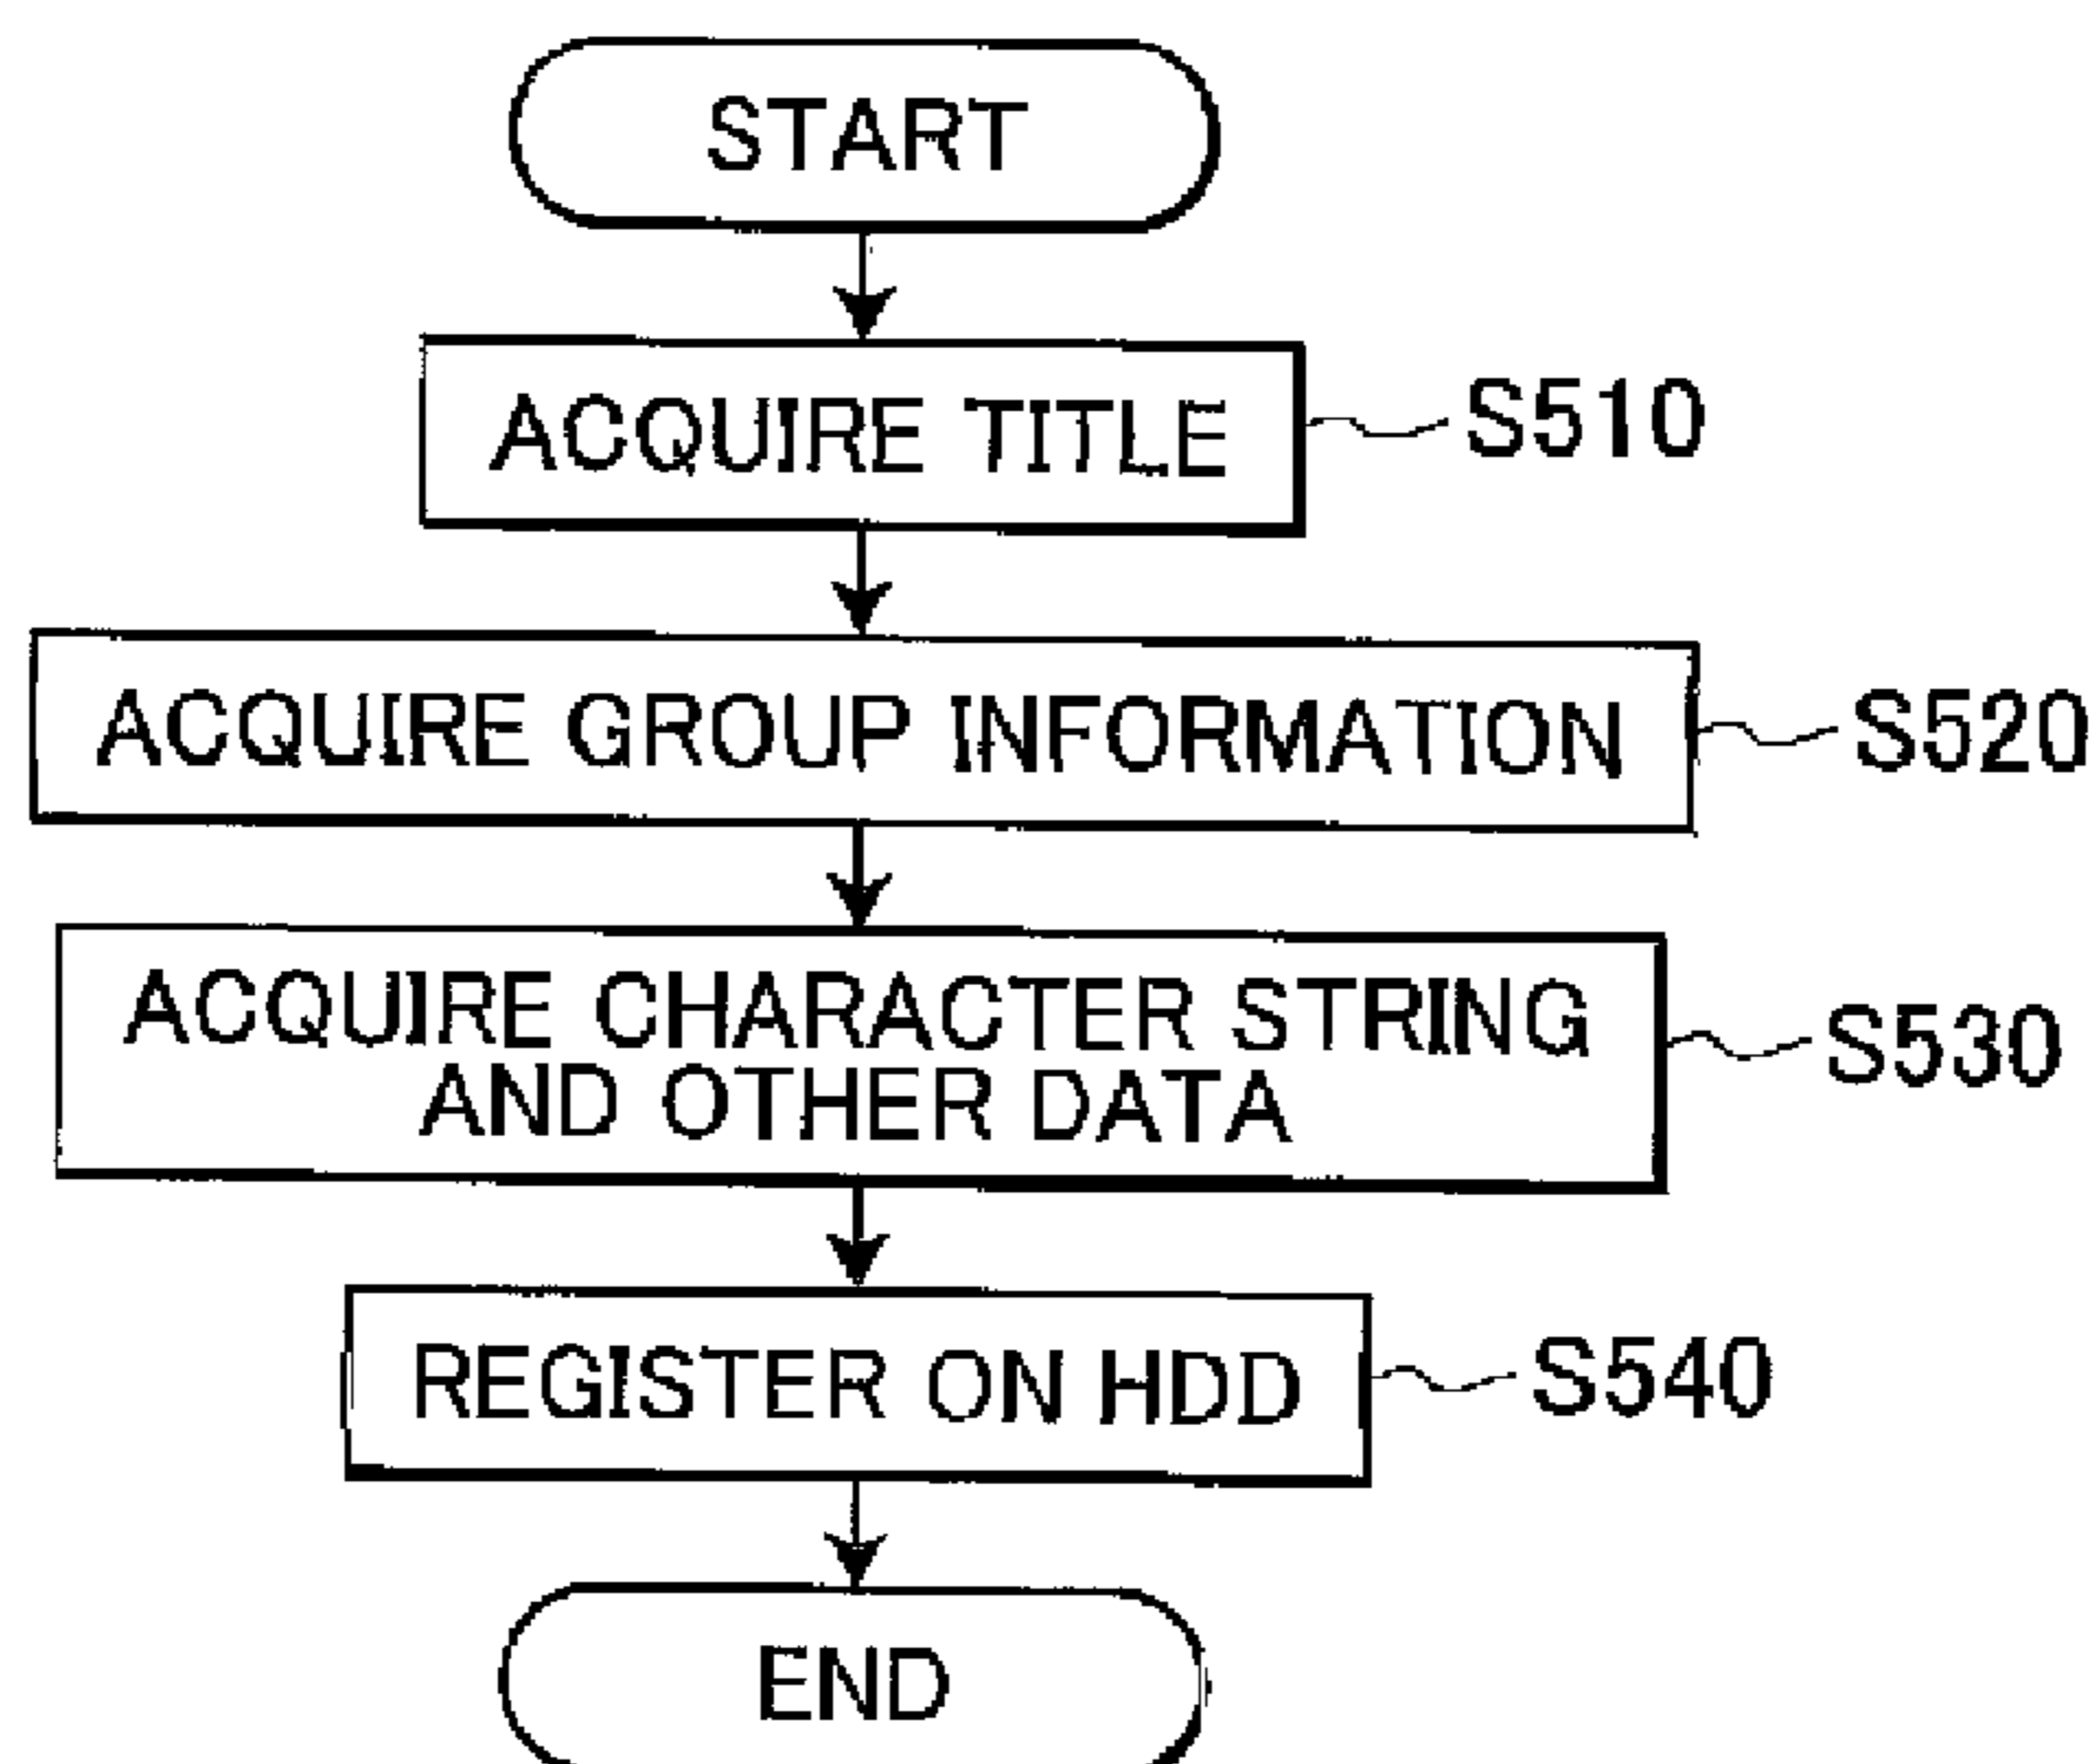 START
ACQUIRE TITLE
S510
ACQUIRE GROUP INFORMATION
S520
ACQUIRE CHARACTER STRING
AND OTHER DATA
S530
REGISTER ON HDD
S540
END